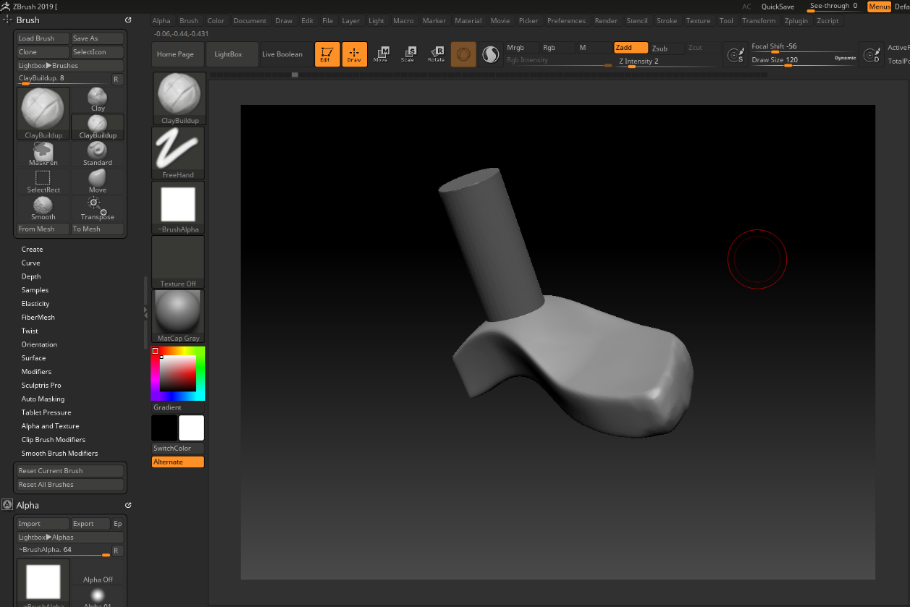 ZBrush 2019 [
AC QuickSave See-through 0 Menus Defa
Brush
Alpha Brush Color Document Draw Edit File Layer Light Macro Marker Material Movie Picker Preferences Render Stencil Stroke Texture Tool Transform Zplugin Zscript
-0.06,-0.44,-0.431
Load Brush Save As
Clone SelectIcon
Lightbox▶Brushes
ClayBuildup. 8 R
ClayBuildup
Clay
ClayBuildup
MaskPen Standard
SelectRect Move
Smooth Transpose
From Mesh To Mesh
Create
Curve
Depth
Samples
Elasticity
FiberMesh
Twist
Orientation
Surface
Modifiers
Sculptris Pro
Auto Masking
Tablet Pressure
Alpha and Texture
Clip Brush Modifiers
Smooth Brush Modifiers
Reset Current Brush
Reset All Brushes
Alpha
Import Export Ep
Lightbox▶Alphas
~BrushAlpha. 64 R
Alpha Off
~BrushAlpha
Alpha 01
Home Page LightBox Live Boolean
Edit Draw Move Scale Rotate
Mrgb Rgb M
Rgb Intensity
Zadd Zsub Zcut
Z Intensity 2
S
Focal Shift -56
Draw Size 120 Dynamic
D
ActiveP
TotalPo
ClayBuildup
FreeHand
~BrushAlpha
Texture Off
MatCap Gray
Gradient
SwitchColor
Alternate